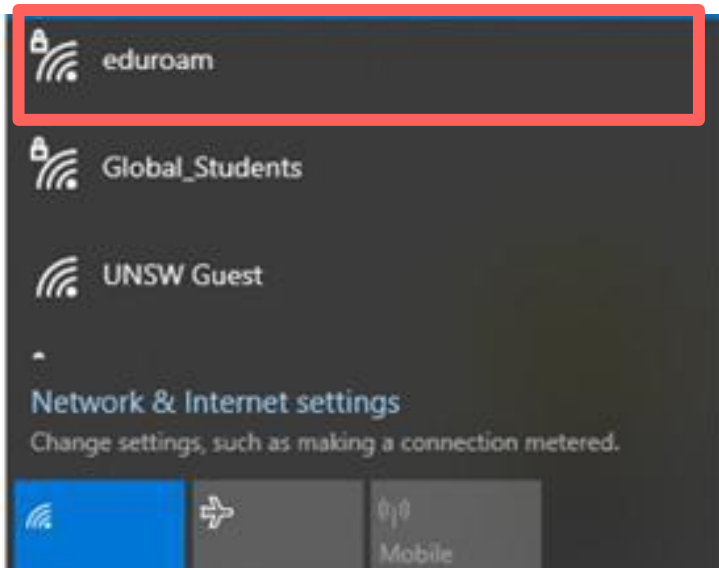 eduroam
Global_Students
UNSW Guest
Network & Internet settings
Change settings, such as making a connection metered.
Mobile